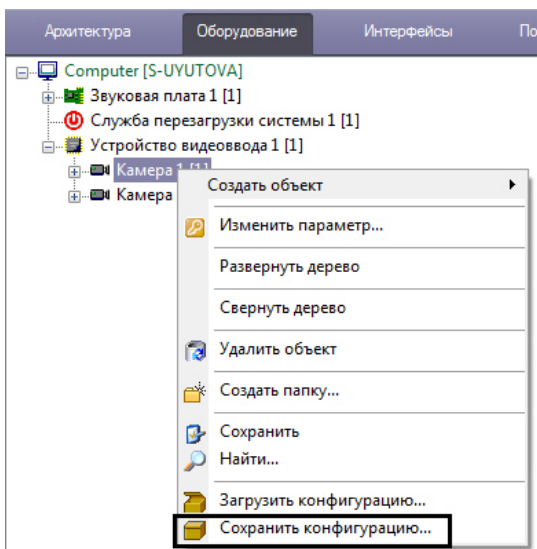 Архитектура Оборудование Интерфейсы По
Computer [S-UYUTOVA]
Звуковая плата 1 [1]
Служба перезагрузки системы 1 [1]
Устройство видеоввода 1 [1]
Камера 1 [1]
Камера
Создать объект
Изменить параметр...
Развернуть дерево
Свернуть дерево
Удалить объект
Создать папку...
Сохранить
Найти...
Загрузить конфигурацию...
Сохранить конфигурацию...